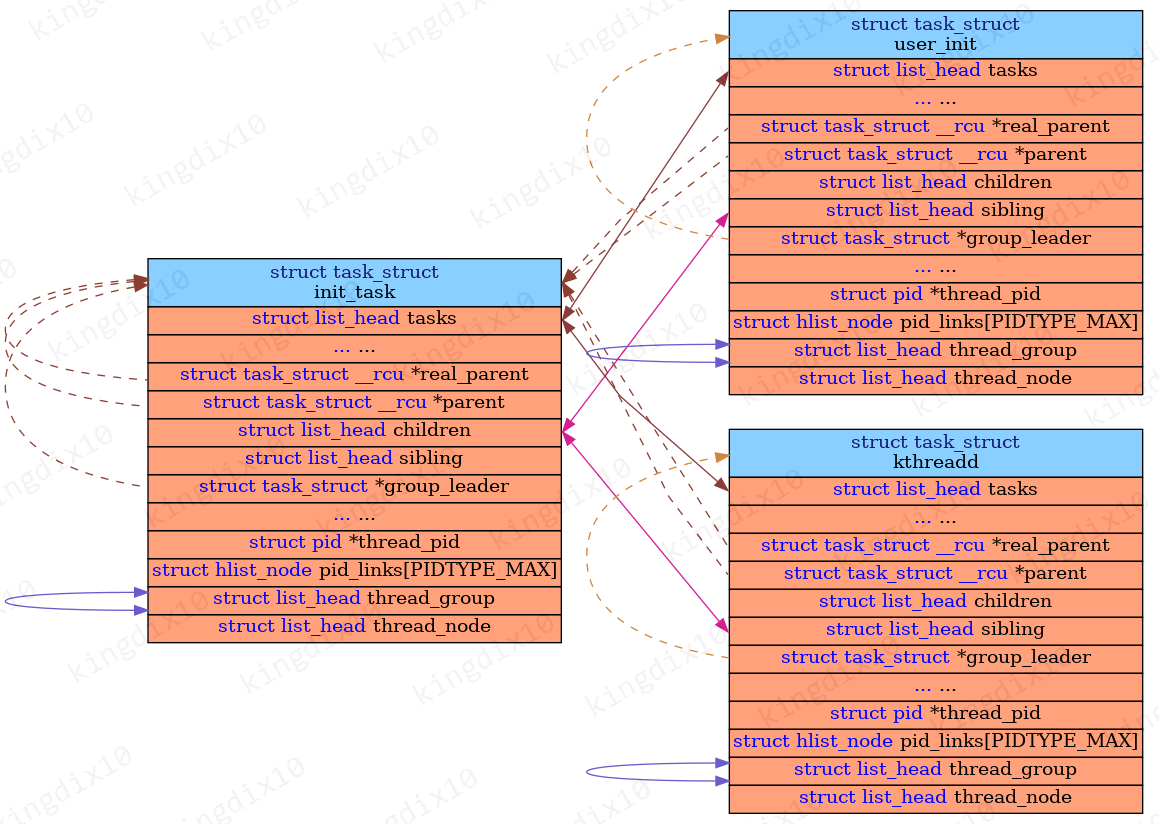 struct task_struct
init_task
struct list_head tasks
... ...
struct task_struct __rcu *real_parent
struct task_struct __rcu *parent
struct list_head children
struct list_head sibling
struct task_struct *group_leader
... ...
struct pid *thread_pid
struct hlist_node pid_links[PIDTYPE_MAX]
struct list_head thread_group
struct list_head thread_node
struct task_struct
user_init
struct list_head tasks
... ...
struct task_struct __rcu *real_parent
struct task_struct __rcu *parent
struct list_head children
struct list_head sibling
struct task_struct *group_leader
... ...
struct pid *thread_pid
struct hlist_node pid_links[PIDTYPE_MAX]
struct list_head thread_group
struct list_head thread_node
struct task_struct
kthreadd
struct list_head tasks
... ...
struct task_struct __rcu *real_parent
struct task_struct __rcu *parent
struct list_head children
struct list_head sibling
struct task_struct *group_leader
... ...
struct pid *thread_pid
struct hlist_node pid_links[PIDTYPE_MAX]
struct list_head thread_group
struct list_head thread_node
kingdix10